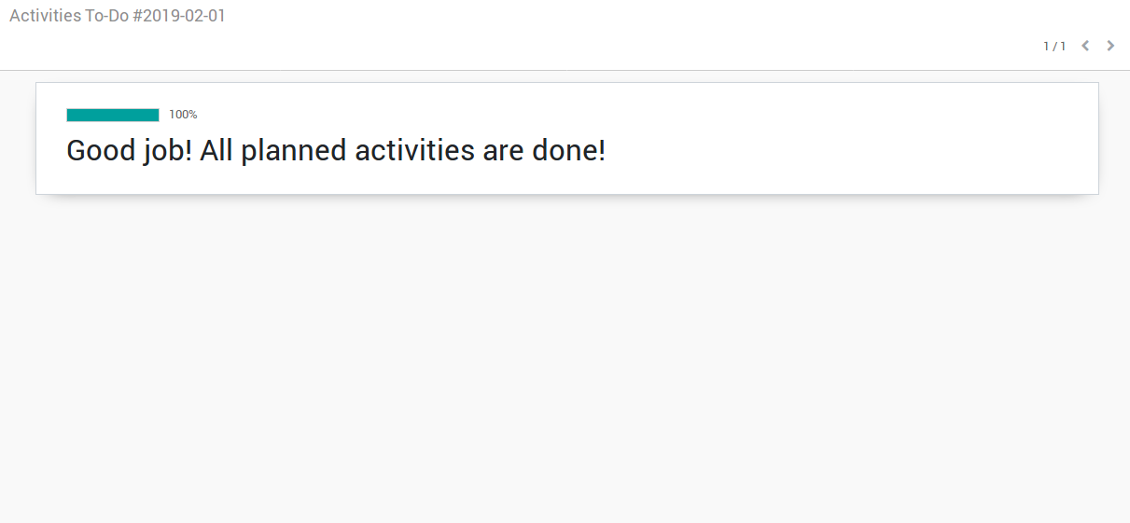 Activities To-Do #2019-02-01
1 / 1
100%
Good job! All planned activities are done!